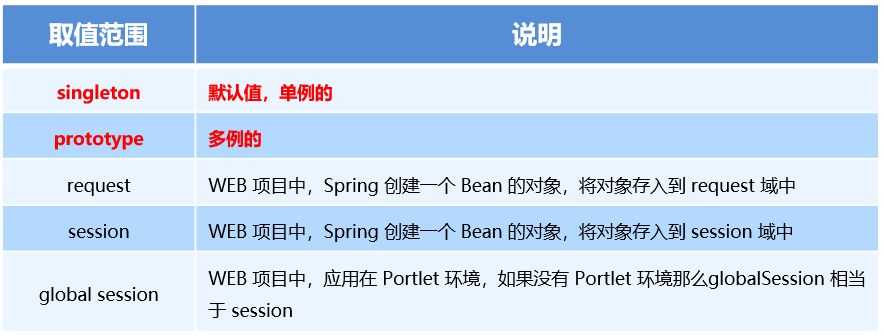 取值范围 说明
singleton 默认值，单例的
prototype 多例的
request WEB 项目中，Spring 创建一个 Bean 的对象，将对象存入到 request 域中
session WEB 项目中，Spring 创建一个 Bean 的对象，将对象存入到 session 域中
global session WEB 项目中，应用在 Portlet 环境，如果没有 Portlet 环境那么globalSession 相当
于 session